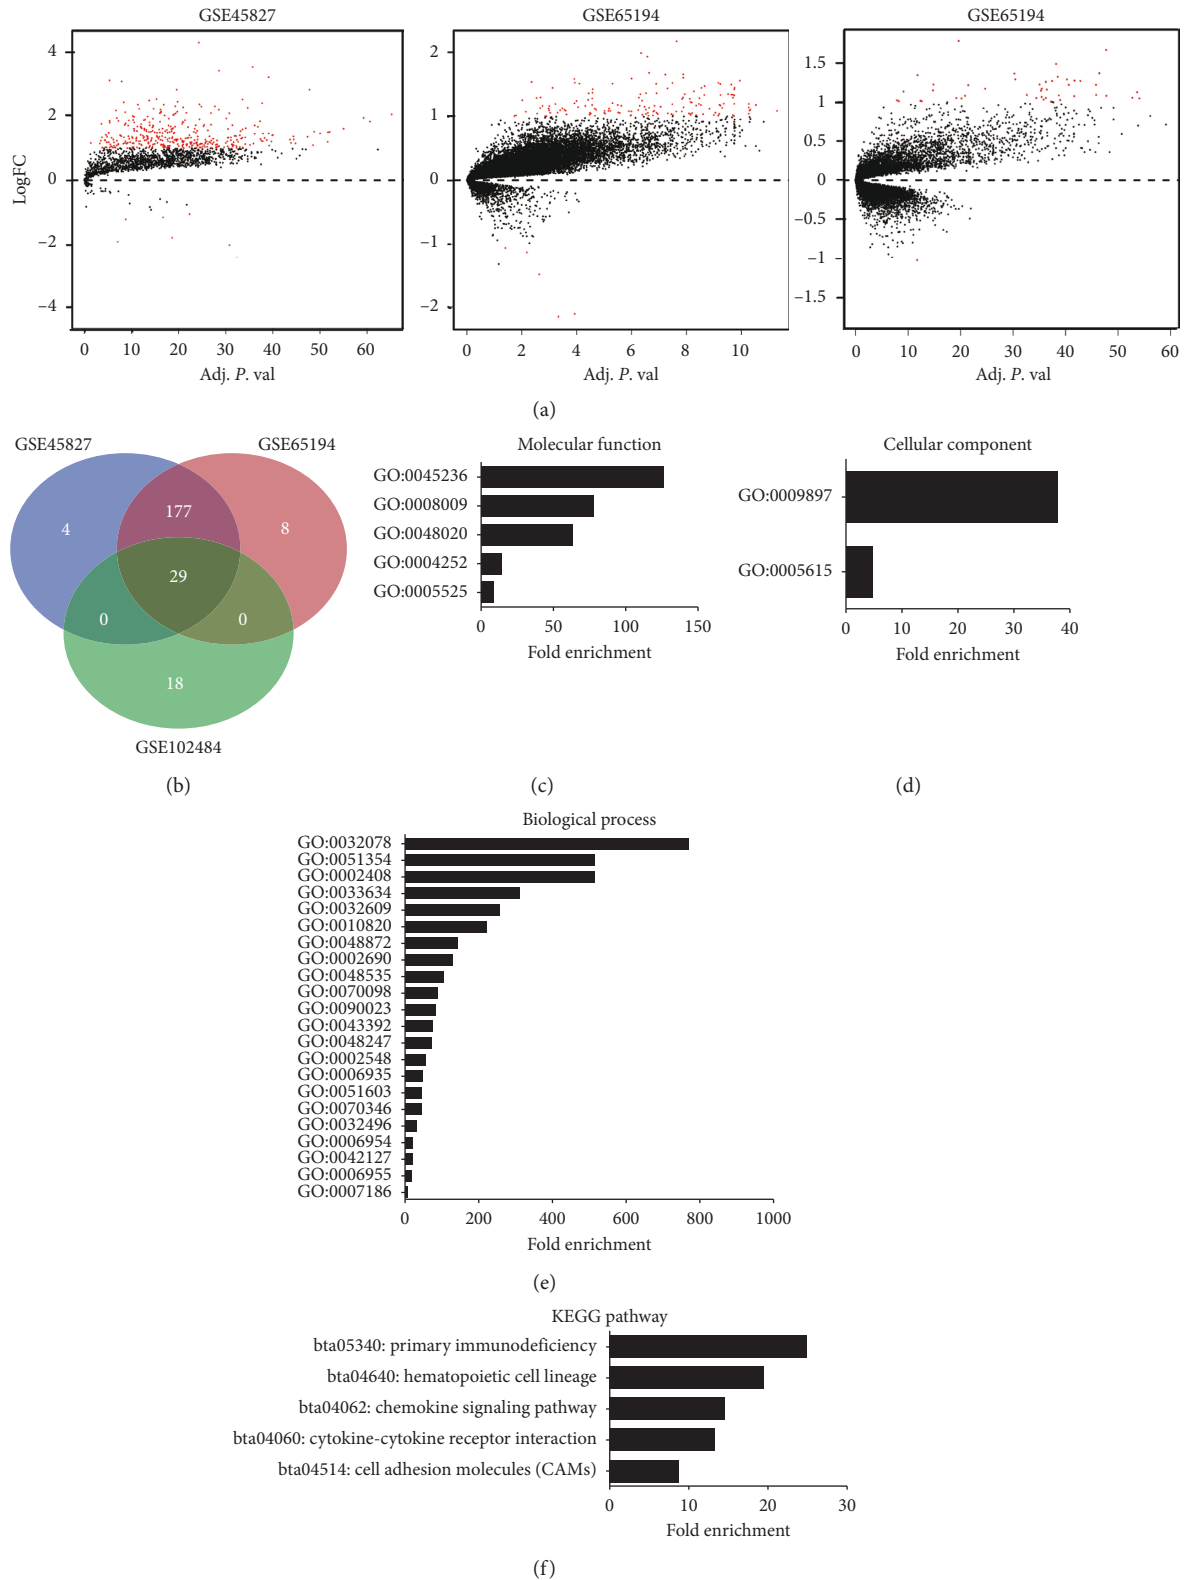 GSE45827
GSE65194
GSE65194
LogFC
4
2
0
−2
−4
0 10 20 30 40 50 60
Adj. P. val
2
1
0
−1
−2
0 2 4 6 8 10
Adj. P. val
1.5
1
0.5
0
−0.5
−1
−1.5
0 10 20 30 40 50 60
Adj. P. val
(a)
GSE45827
GSE65194
4
177
8
29
0
0
18
GSE102484
(b)
Molecular function
GO:0045236
GO:0008009
GO:0048020
GO:0004252
GO:0005525
0 50 100 150
Fold enrichment
(c)
Cellular component
GO:0009897
GO:0005615
0 10 20 30 40
Fold enrichment
(d)
Biological process
GO:0032078
GO:0051354
GO:0002408
GO:0033634
GO:0032609
GO:0010820
GO:0048872
GO:0002690
GO:0048535
GO:0070098
GO:0090023
GO:0043392
GO:0048247
GO:0002548
GO:0006935
GO:0051603
GO:0070346
GO:0032496
GO:0006954
GO:0042127
GO:0006955
GO:0007186
0 200 400 600 800 1000
Fold enrichment
(e)
KEGG pathway
bta05340: primary immunodeficiency
bta04640: hematopoietic cell lineage
bta04062: chemokine signaling pathway
bta04060: cytokine-cytokine receptor interaction
bta04514: cell adhesion molecules (CAMs)
0 10 20 30
Fold enrichment
(f)